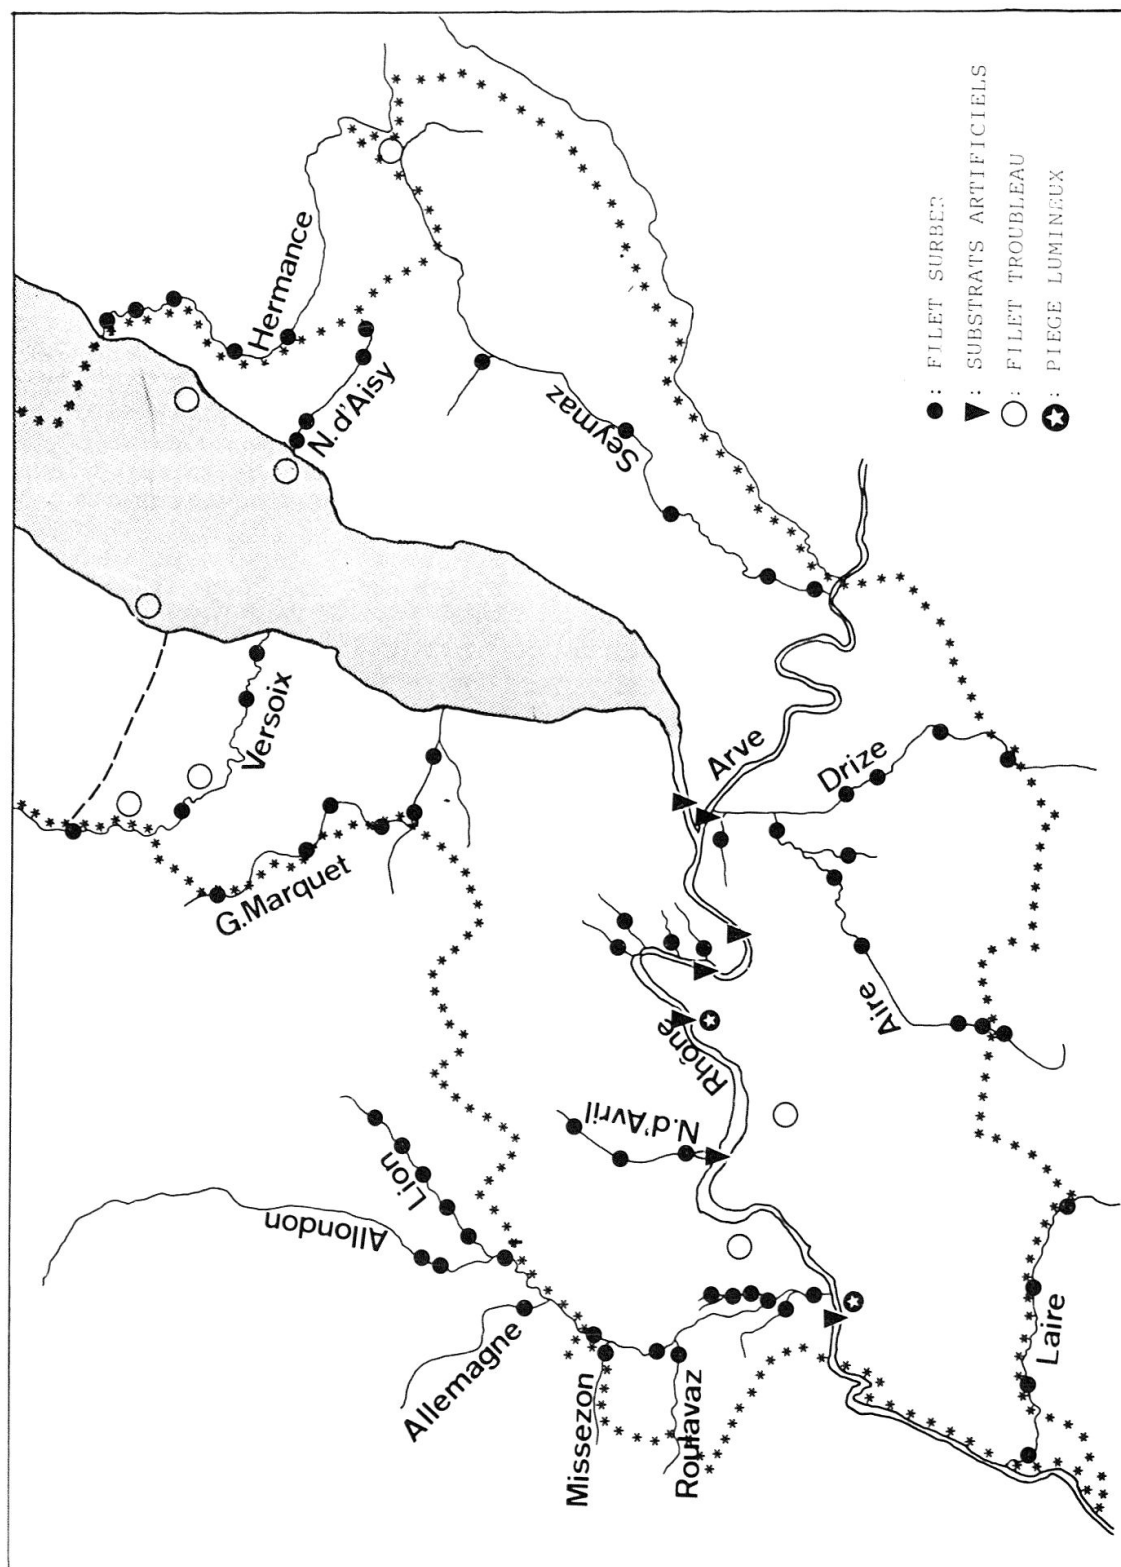 Hermance
N. d'Aisy
Seymaz
Versoix
G. Marquet
Arve
Drize
Aire
Rhône
N. d'Avril
Lion
Allondon
Allemagne
Missezon
Roulavaz
Laire
● : FILET SURBER
▼ : SUBSTRATS ARTIFICIELS
○ : FILET TROUBLEAU
✪ : PIEGE LUMINEUX